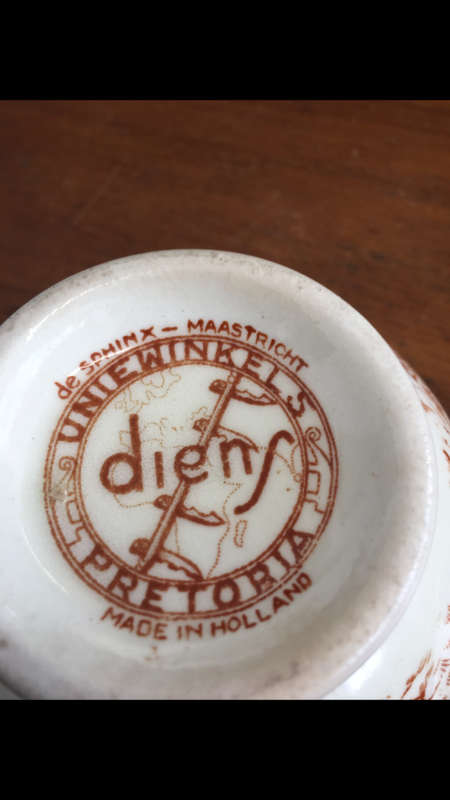 de SPHINX - MAASTRICHT
UNIEWINKELS
diens
PRETORIA
MADE IN HOLLAND